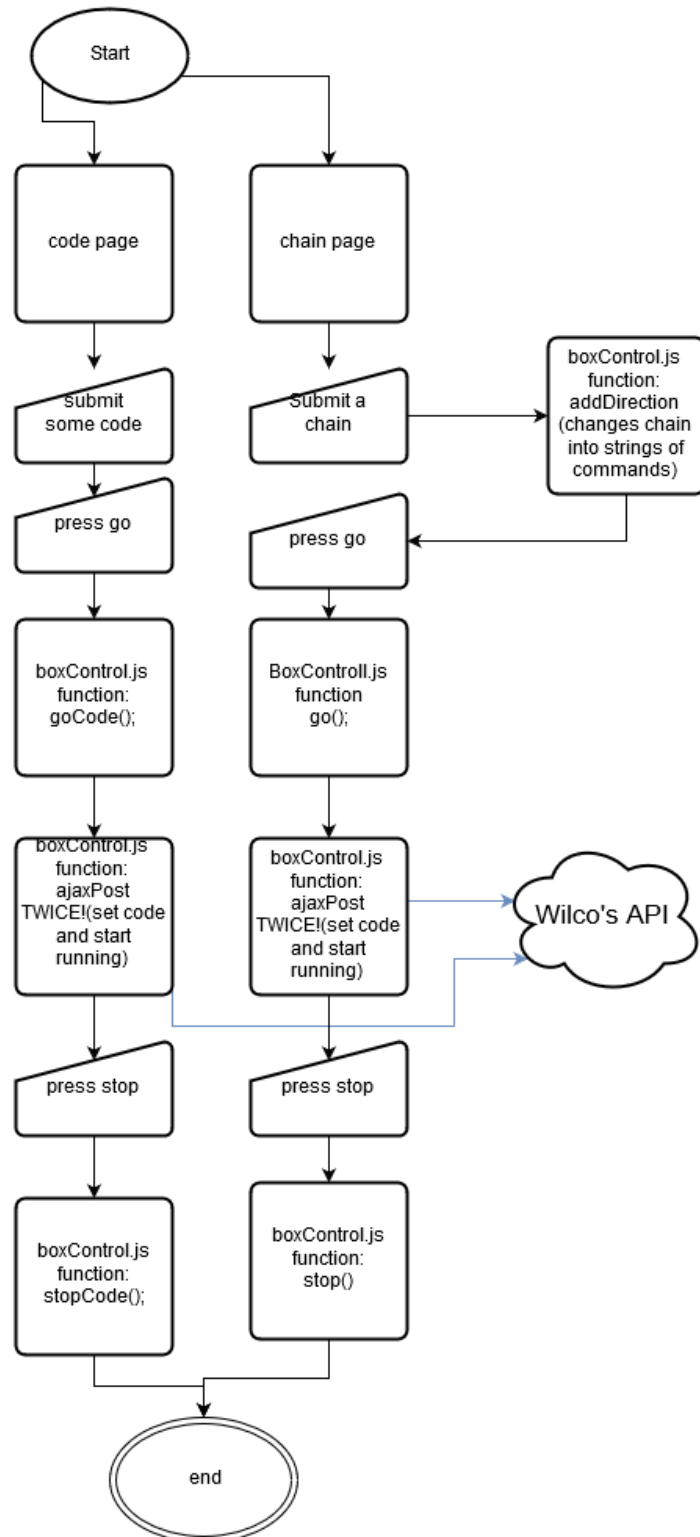 Start
code page
chain page
submit
some code
Submit a
chain
boxControl.js
function:
addDirection
(changes chain
into strings of
commands)
press go
press go
boxControl.js
function:
goCode();
BoxControll.js
function
go();
boxControl.js
function:
ajaxPost
TWICE!(set code
and start
running)
boxControl.js
function:
ajaxPost
TWICE!(set code
and start
running)
Wilco's API
press stop
press stop
boxControl.js
function:
stopCode();
boxControl.js
function:
stop()
end